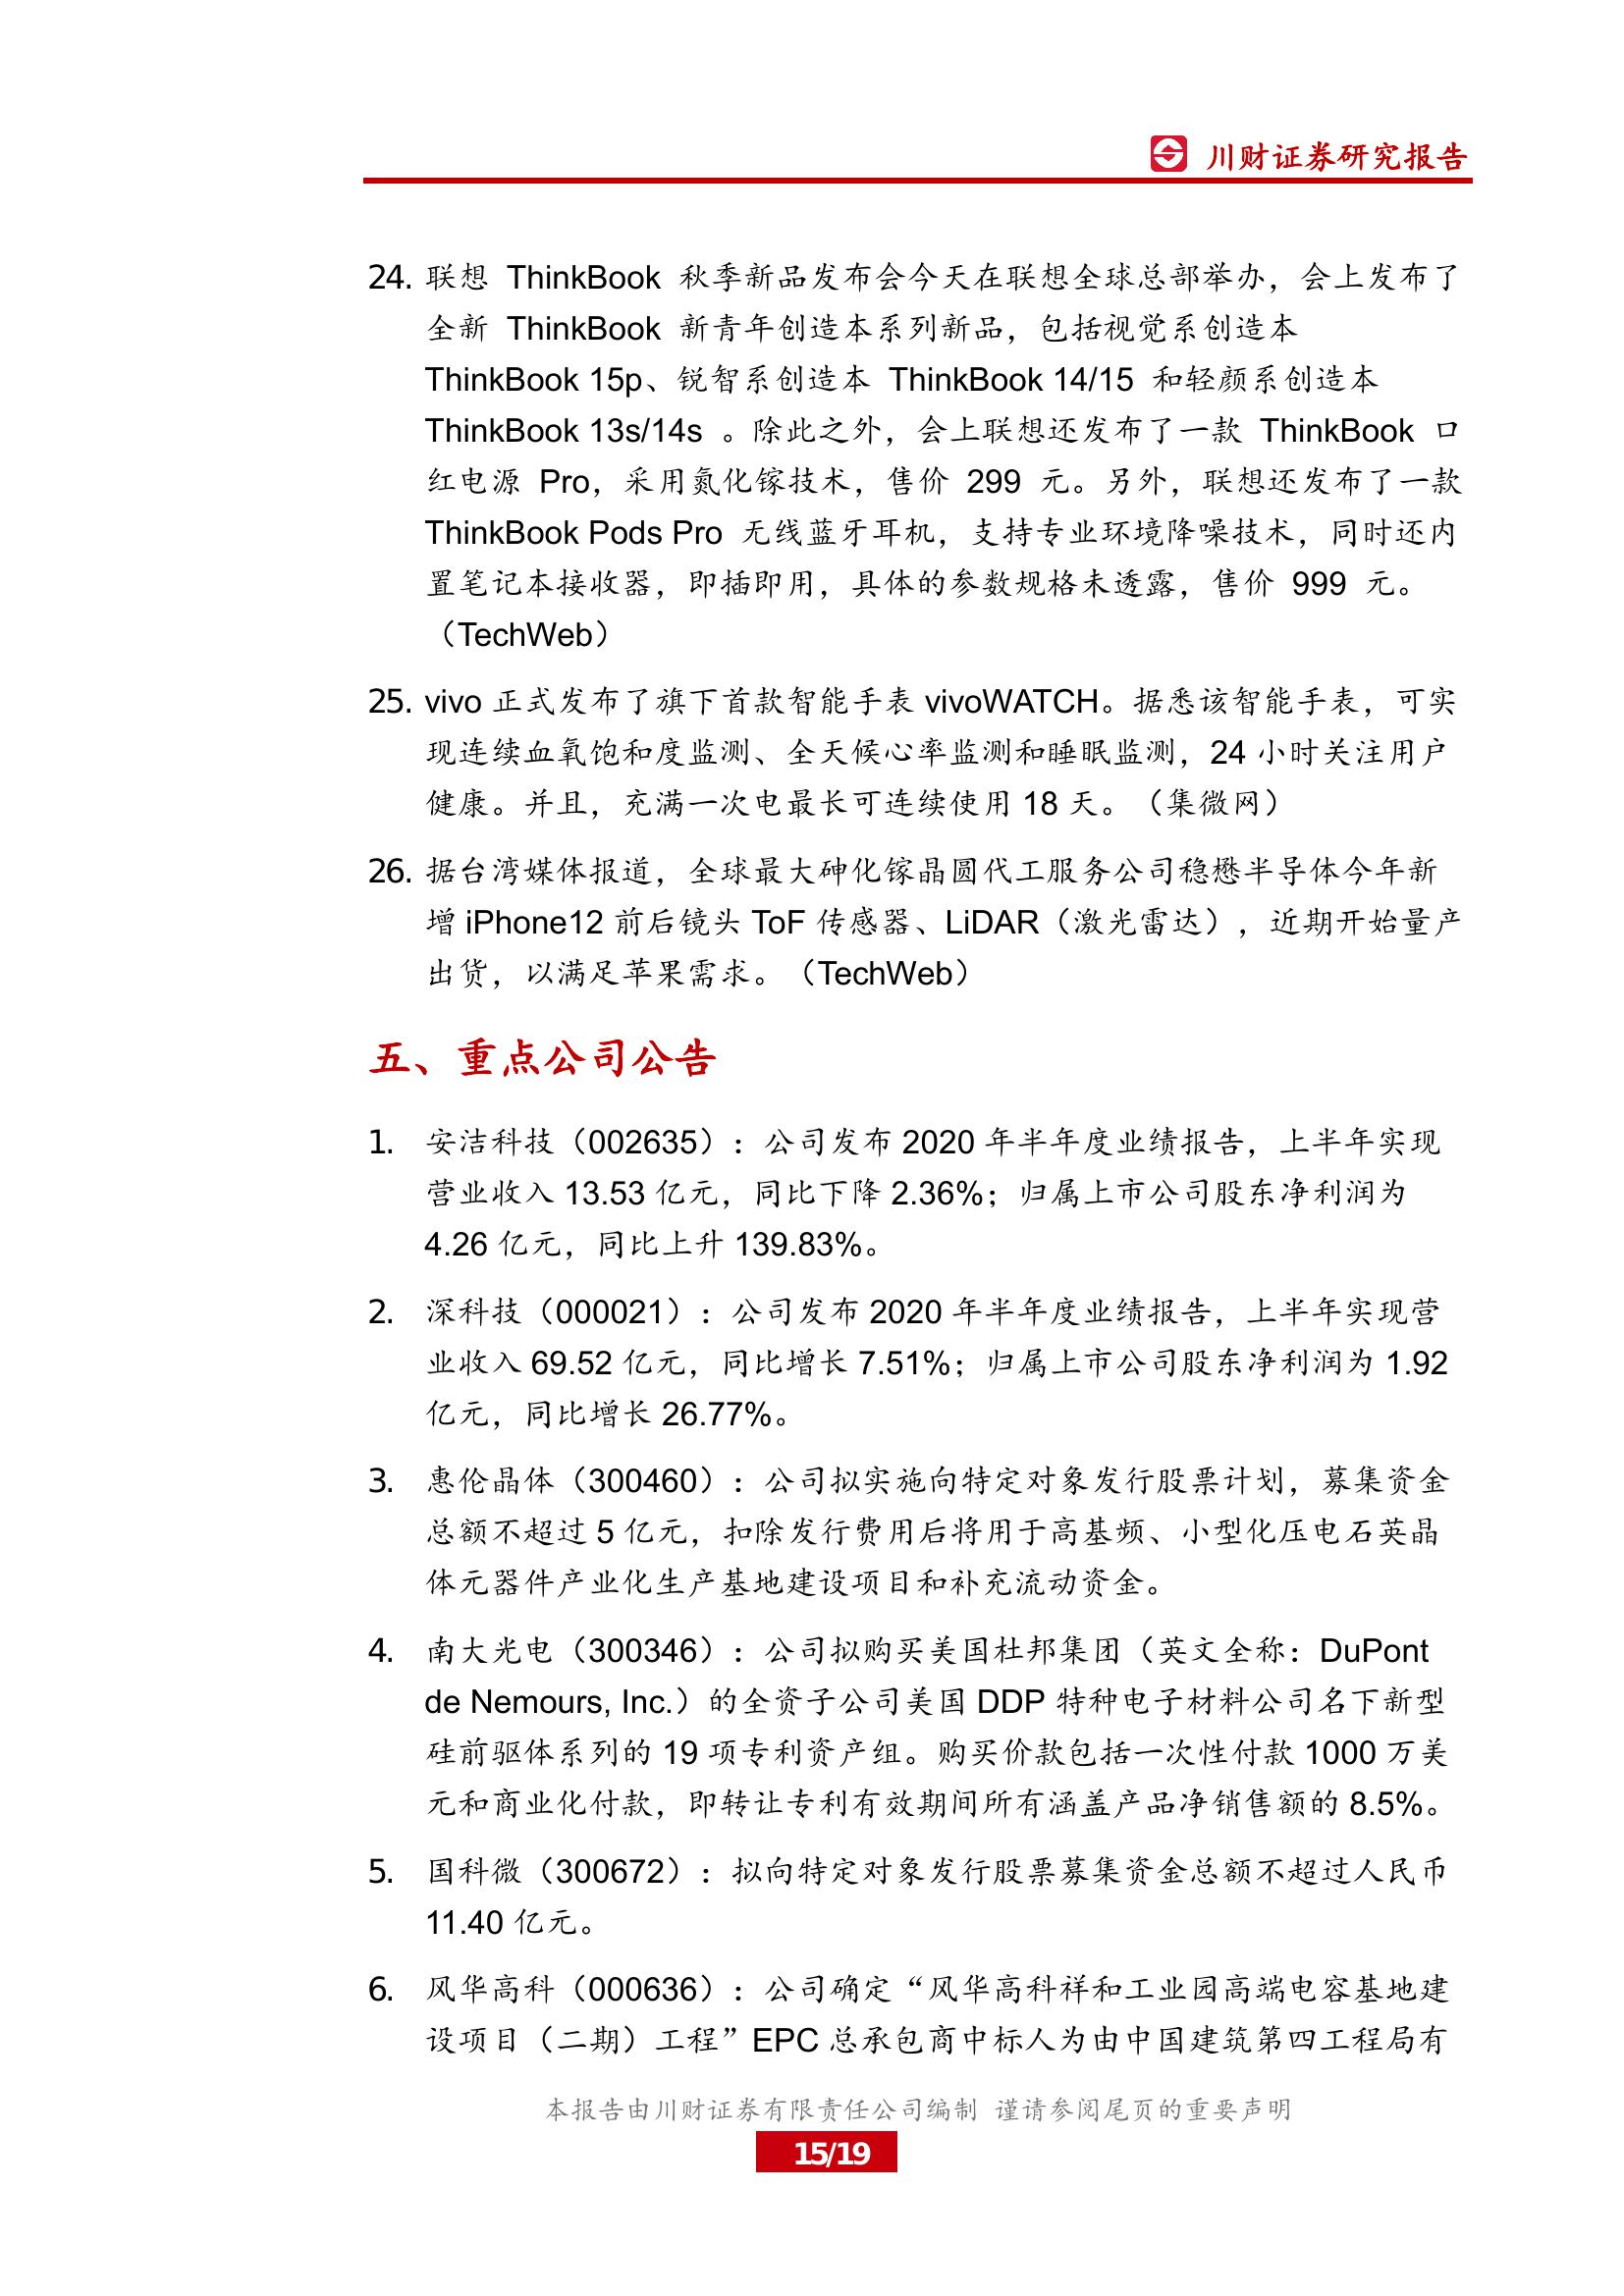 川财证券研究报告
24. 联想 ThinkBook 秋季新品发布会今天在联想全球总部举办，会上发布了
全新 ThinkBook 新青年创造本系列新品，包括视觉系创造本
ThinkBook 15p、锐智系创造本 ThinkBook 14/15 和轻颜系创造本
ThinkBook 13s/14s 。除此之外，会上联想还发布了一款 ThinkBook 口
红电源 Pro，采用氮化镓技术，售价 299 元。另外，联想还发布了一款
ThinkBook Pods Pro 无线蓝牙耳机，支持专业环境降噪技术，同时还内
置笔记本接收器，即插即用，具体的参数规格未透露，售价 999 元。
（TechWeb）
25. vivo 正式发布了旗下首款智能手表 vivoWATCH。据悉该智能手表，可实
现连续血氧饱和度监测、全天候心率监测和睡眠监测，24 小时关注用户
健康。并且，充满一次电最长可连续使用 18 天。（集微网）
26. 据台湾媒体报道，全球最大砷化镓晶圆代工服务公司稳懋半导体今年新
增 iPhone12 前后镜头 ToF 传感器、LiDAR（激光雷达），近期开始量产
出货，以满足苹果需求。（TechWeb）
五、重点公司公告
1. 安洁科技（002635）：公司发布 2020 年半年度业绩报告，上半年实现
营业收入 13.53 亿元，同比下降 2.36%；归属上市公司股东净利润为
4.26 亿元，同比上升 139.83%。
2. 深科技（000021）：公司发布 2020 年半年度业绩报告，上半年实现营
业收入 69.52 亿元，同比增长 7.51%；归属上市公司股东净利润为 1.92
亿元，同比增长 26.77%。
3. 惠伦晶体（300460）：公司拟实施向特定对象发行股票计划，募集资金
总额不超过 5 亿元，扣除发行费用后将用于高基频、小型化压电石英晶
体元器件产业化生产基地建设项目和补充流动资金。
4. 南大光电（300346）：公司拟购买美国杜邦集团（英文全称：DuPont
de Nemours, Inc.）的全资子公司美国 DDP 特种电子材料公司名下新型
硅前驱体系列的 19 项专利资产组。购买价款包括一次性付款 1000 万美
元和商业化付款，即转让专利有效期间所有涵盖产品净销售额的 8.5%。
5. 国科微（300672）：拟向特定对象发行股票募集资金总额不超过人民币
11.40 亿元。
6. 风华高科（000636）：公司确定“风华高科祥和工业园高端电容基地建
设项目（二期）工程”EPC 总承包商中标人为由中国建筑第四工程局有
本报告由川财证券有限责任公司编制 谨请参阅尾页的重要声明
15/19